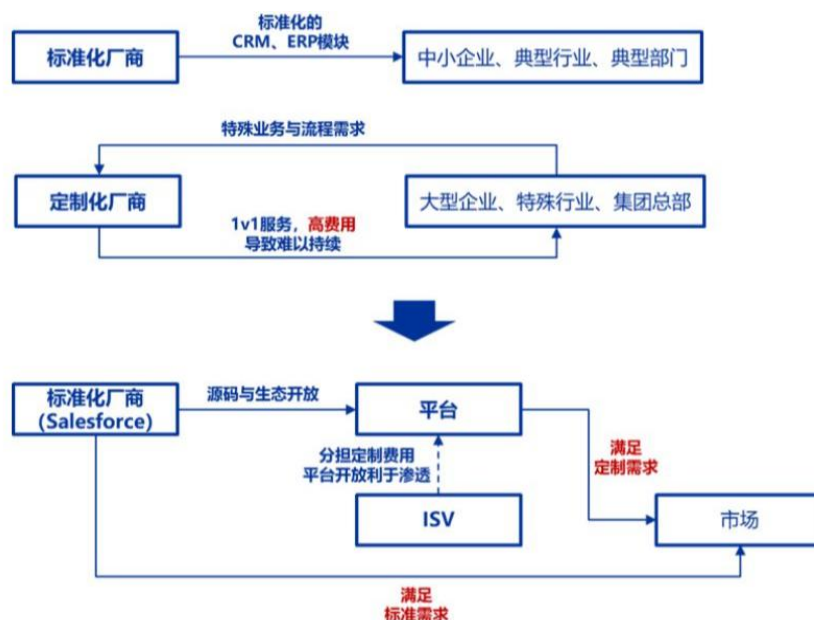 标准化的
CRM、ERP模块
标准化厂商
中小企业、典型行业、典型部门
特殊业务与流程需求
定制化厂商
大型企业、特殊行业、集团总部
1v1服务，高费用
导致难以持续
标准化厂商
(Salesforce)
源码与生态开放
平台
分担定制费用
平台开放利于渗透
满足
定制需求
ISV
市场
满足
标准需求